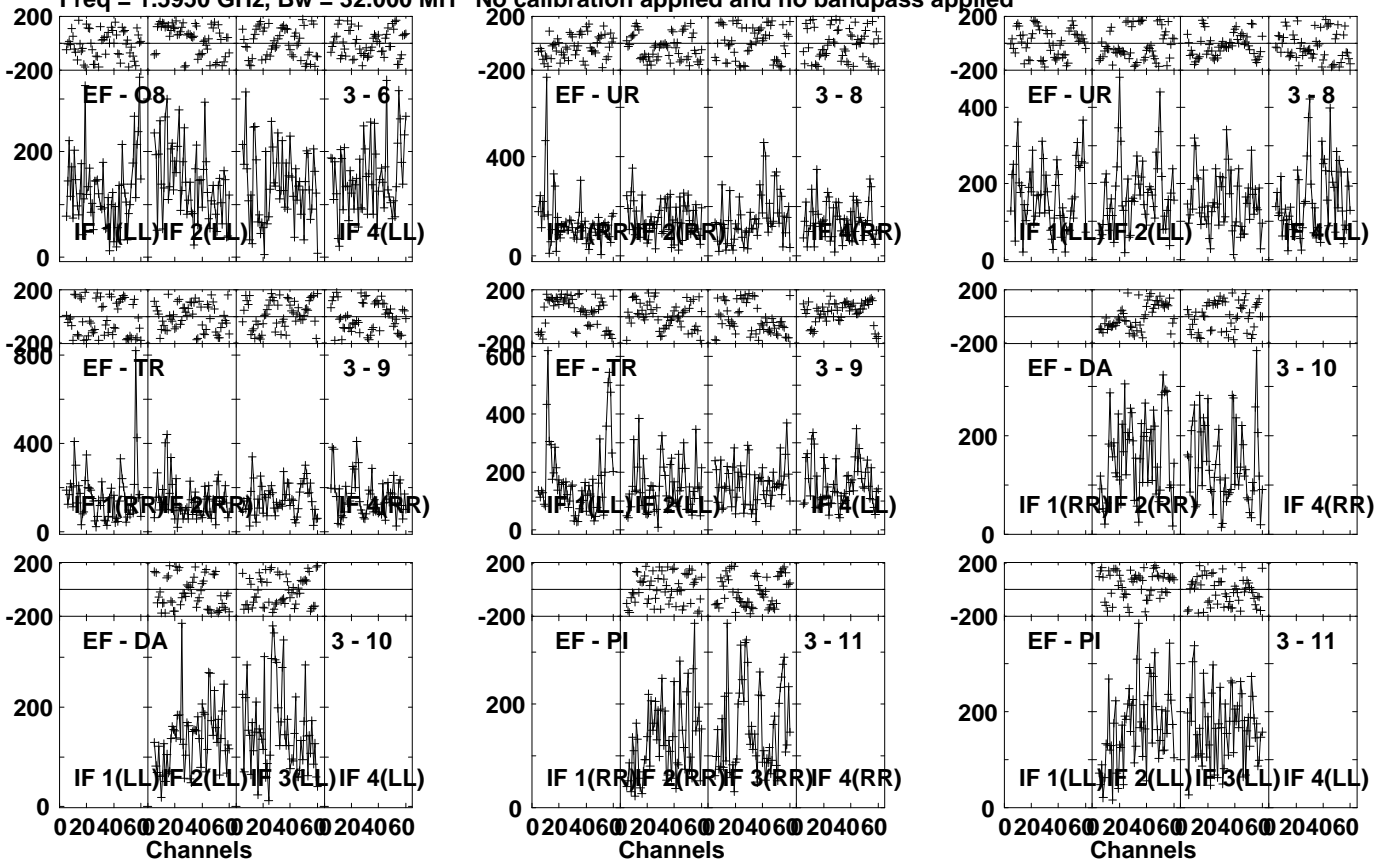 Freq = 1.5950 GHz, Bw = 32.000 MH No calibration applied and no bandpass applied
200
-200
EF - O8 3 - 6
200
0
IF 1(LL) IF 2(LL) IF 4(LL)
200
-200
EF - UR 3 - 8
400
0
IF 1(RR) IF 2(RR) IF 4(RR)
200
-200
EF - UR 3 - 8
400
200
0
IF 1(LL) IF 2(LL) IF 4(LL)
200
-200
800
EF - TR 3 - 9
400
0
IF 1(RR) IF 2(RR) IF 4(RR)
200
-200
600
EF - TR 3 - 9
400
200
0
IF 1(LL) IF 2(LL) IF 4(LL)
200
-200
EF - DA 3 - 10
200
0
IF 1(RR) IF 2(RR) IF 4(RR)
200
-200
EF - DA 3 - 10
200
0
IF 1(LL) IF 2(LL) IF 3(LL) IF 4(LL)
0 20 40 60 0 20 40 60 0 20 40 60 0 20 40 60
Channels
200
-200
EF - PI 3 - 11
200
0
IF 1(RR) IF 2(RR) IF 3(RR) IF 4(RR)
0 20 40 60 0 20 40 60 0 20 40 60 0 20 40 60
Channels
200
-200
EF - PI 3 - 11
200
0
IF 1(LL) IF 2(LL) IF 3(LL) IF 4(LL)
0 20 40 60 0 20 40 60 0 20 40 60 0 20 40 60
Channels